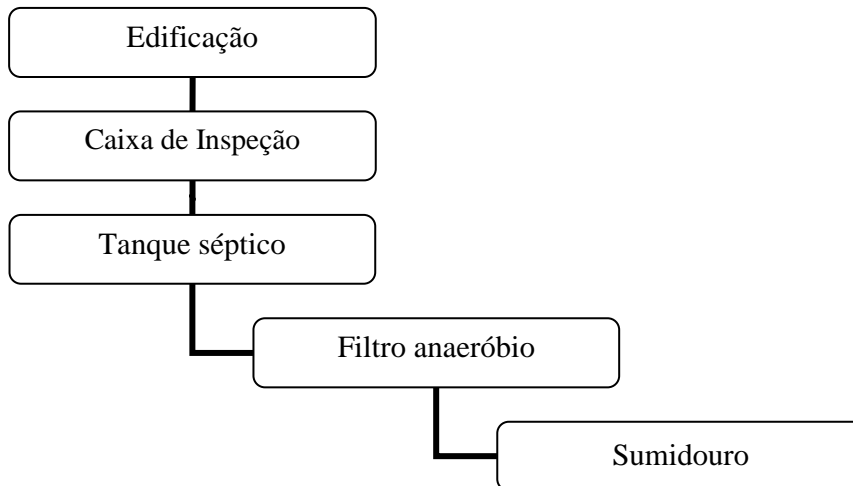 Edificação
Caixa de Inspeção
Tanque séptico
Filtro anaeróbio
Sumidouro